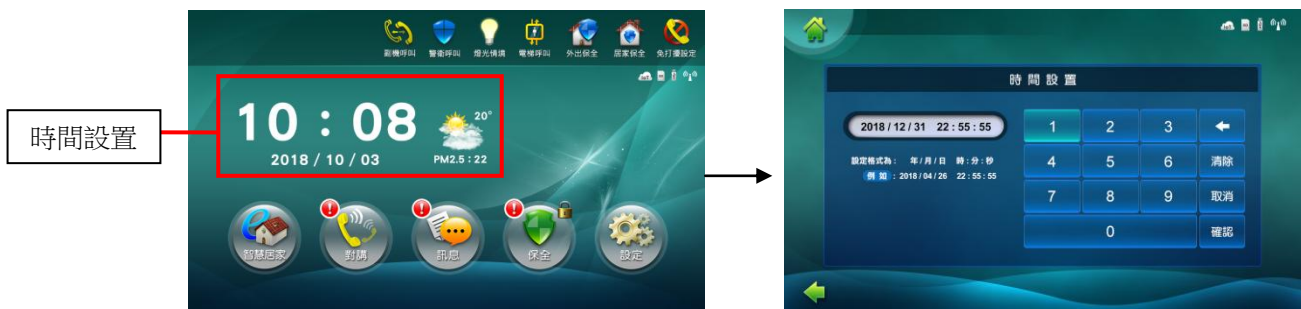 時間設置
副機呼叫 警衛呼叫 燈光情境 電梯呼叫 外出保全 居家保全 免打擾設定
10 : 08
20°
2018 / 10 / 03
PM2.5 : 22
智慧居家 對講 訊息 保全 設定
時間設置
2018 / 12 / 31 22 : 55 : 55
設定格式為： 年 / 月 / 日 時 : 分 : 秒
例 如 : 2018 / 04 / 26 22 : 55 : 55
1 2 3
4 5 6 清除
7 8 9 取消
0 確認